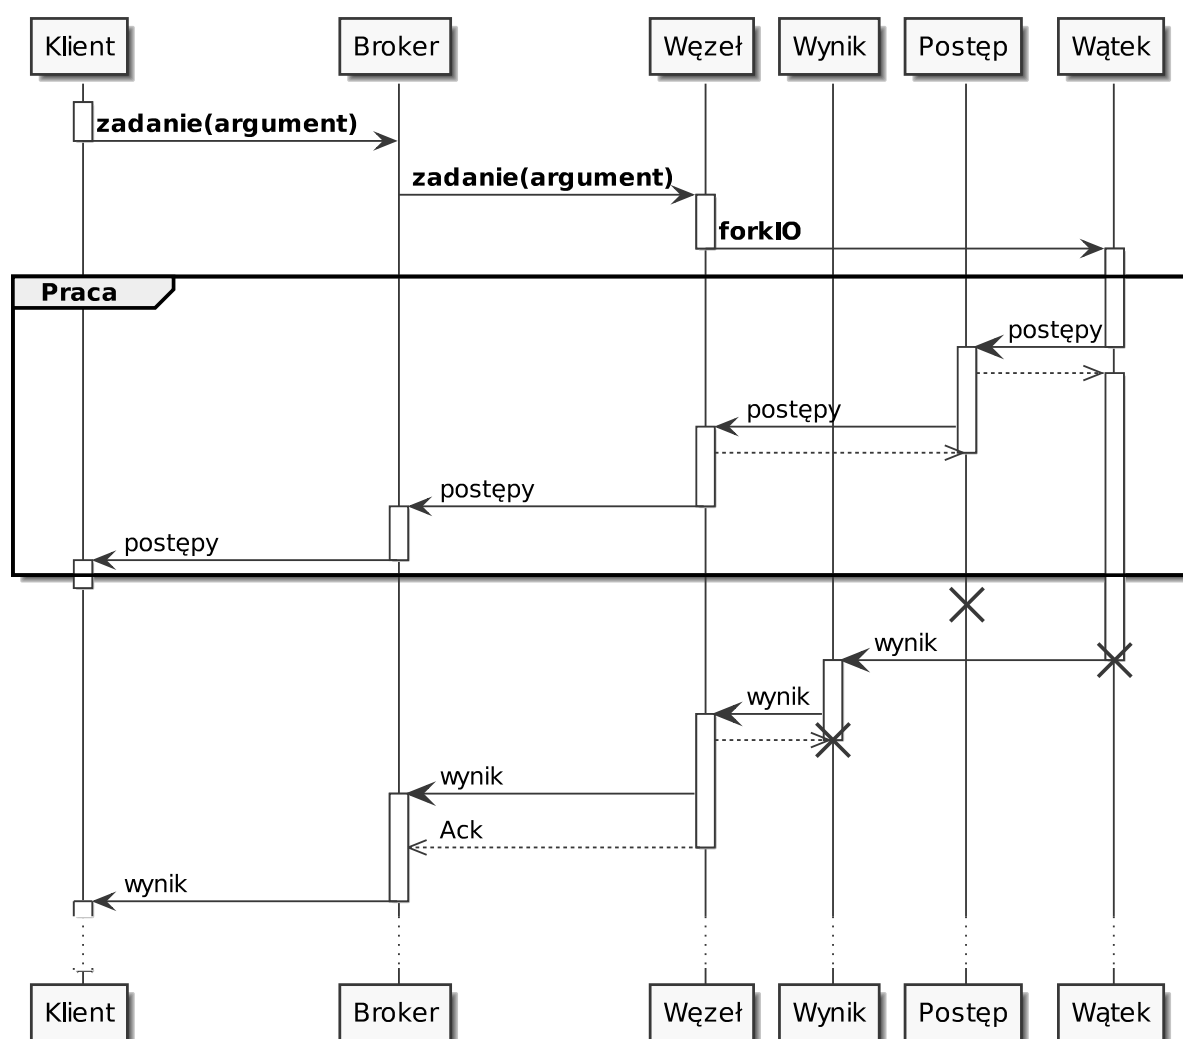 Klient
Broker
Węzeł
Wynik
Postęp
Wątek
zadanie(argument)
zadanie(argument)
forkIO
Praca
postępy
postępy
postępy
postępy
wynik
wynik
wynik
Ack
wynik
Klient
Broker
Węzeł
Wynik
Postęp
Wątek